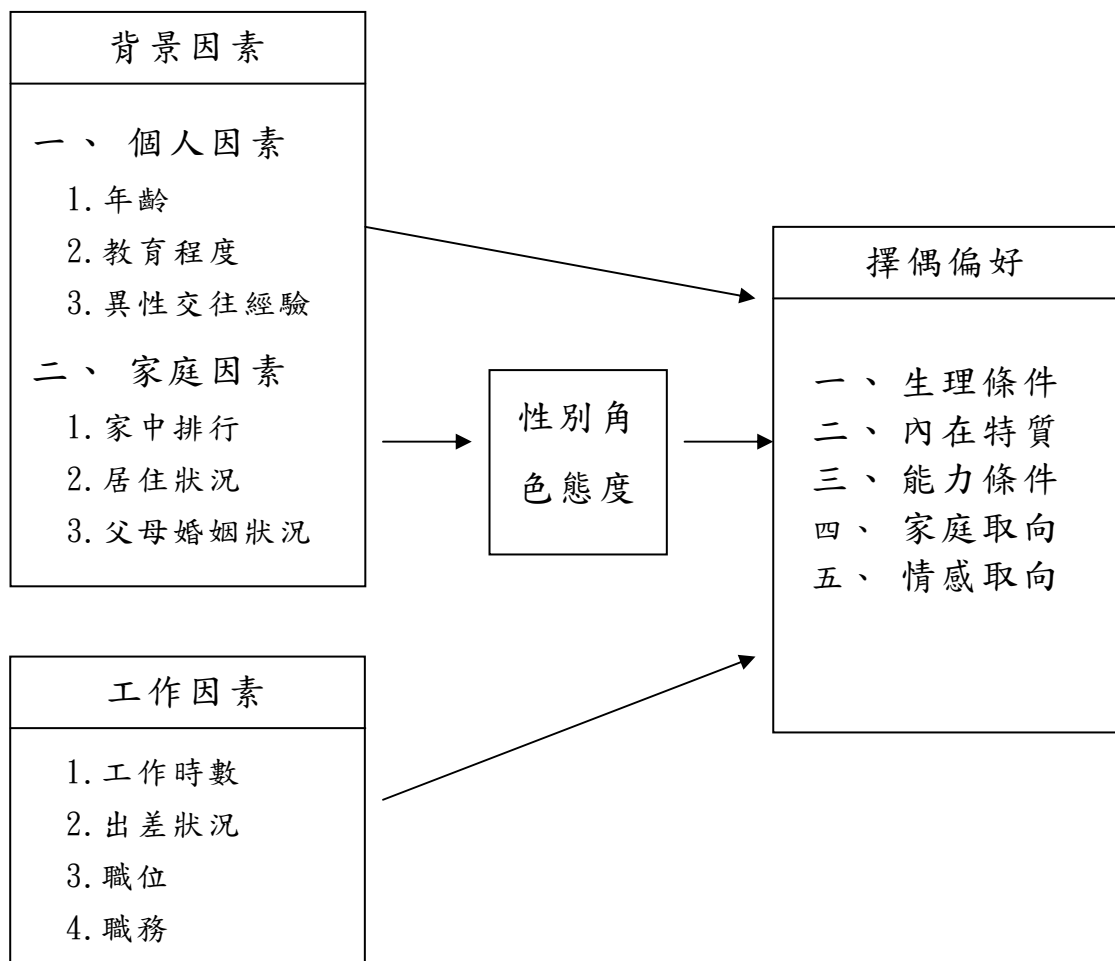 背景因素
一、 個人因素
1.年齡
2.教育程度
3.異性交往經驗
二、 家庭因素
1.家中排行
2.居住狀況
3.父母婚姻狀況
性別角
色態度
擇偶偏好
一、 生理條件
二、 內在特質
三、 能力條件
四、 家庭取向
五、 情感取向
工作因素
1.工作時數
2.出差狀況
3.職位
4.職務